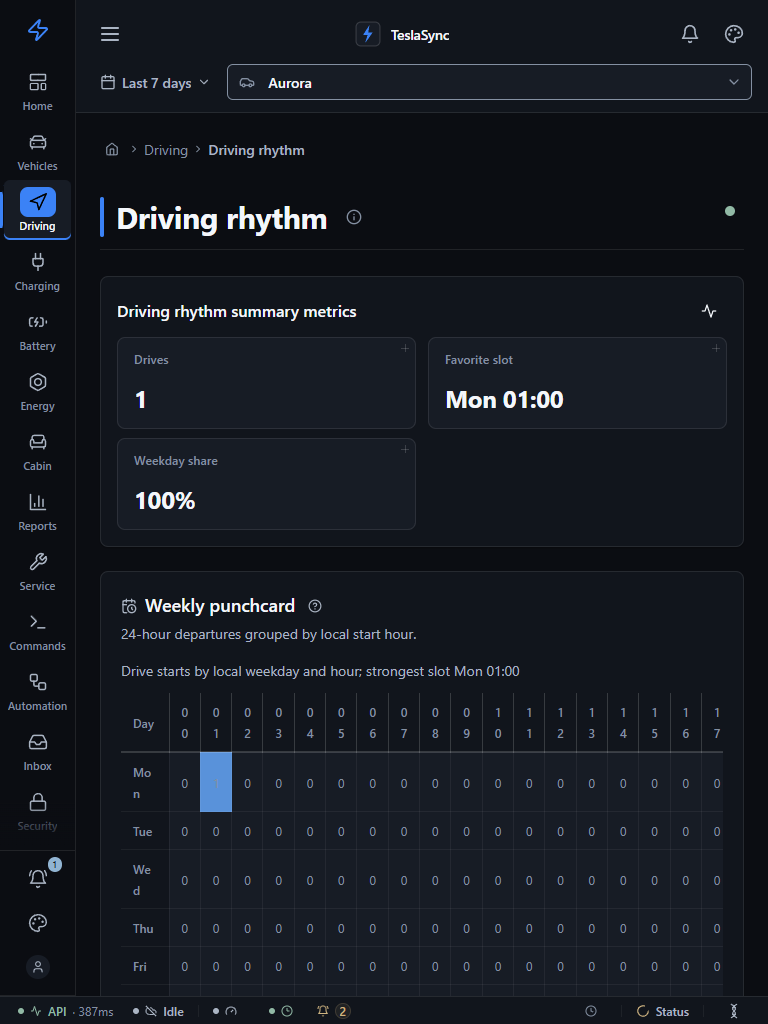 TeslaSync
Last 7 days
Aurora
Home
Vehicles
Driving
Charging
Battery
Energy
Cabin
Reports
Service
Commands
Automation
Inbox
Security
1
Driving
Driving rhythm
Driving rhythm
Driving rhythm summary metrics
Drives
1
Favorite slot
Mon 01:00
Weekday share
100%
Weekly punchcard
24-hour departures grouped by local start hour.
Drive starts by local weekday and hour; strongest slot Mon 01:00
Day 00 01 02 03 04 05 06 07 08 09 10 11 12 13 14 15 16 17
Mon 0 1 0 0 0 0 0 0 0 0 0 0 0 0 0 0 0 0
Tue 0 0 0 0 0 0 0 0 0 0 0 0 0 0 0 0 0 0
Wed 0 0 0 0 0 0 0 0 0 0 0 0 0 0 0 0 0 0
Thu 0 0 0 0 0 0 0 0 0 0 0 0 0 0 0 0 0 0
Fri 0 0 0 0 0 0 0 0 0 0 0 0 0 0 0 0 0 0
API · 387ms
Idle
2
Status